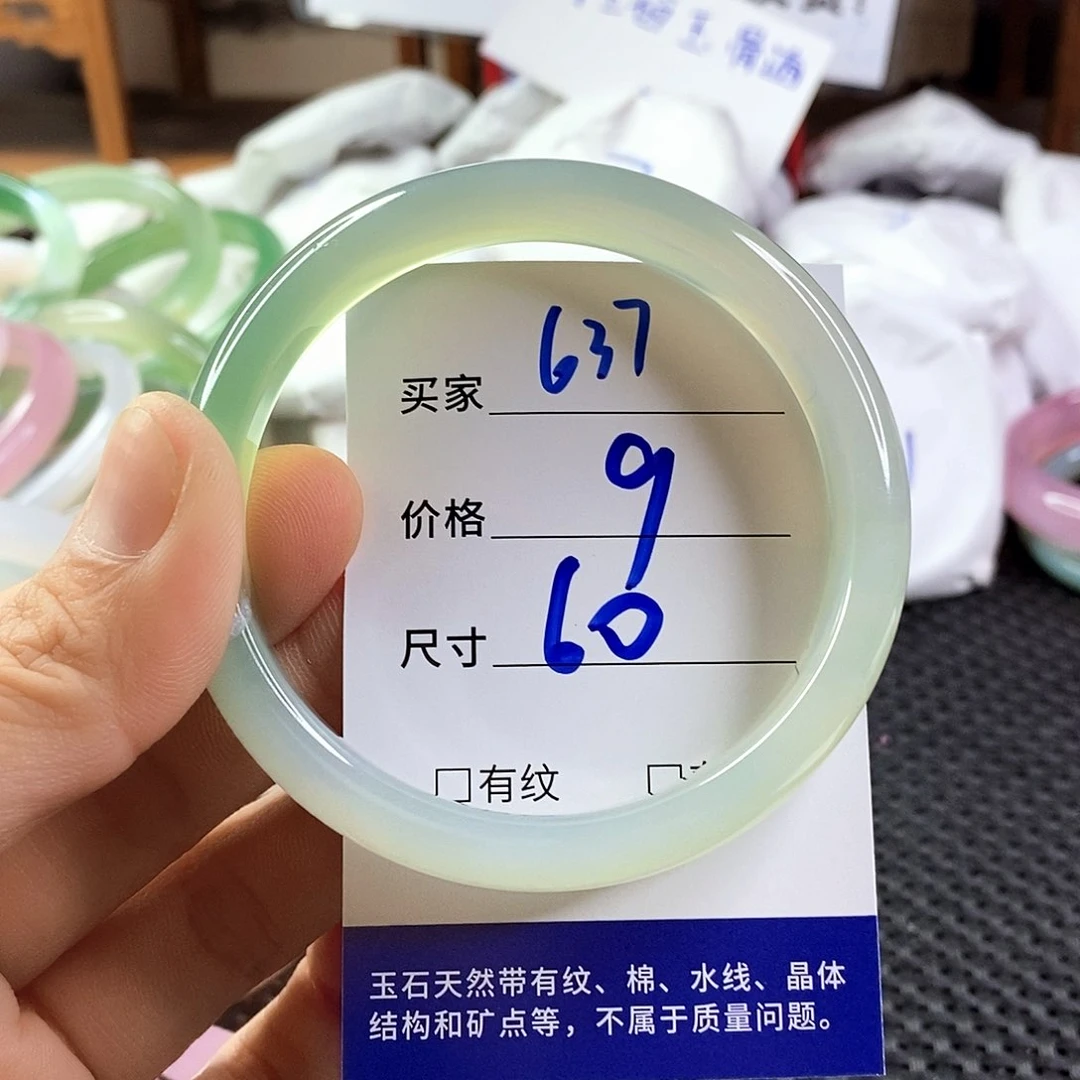 买家 637
价格 9
尺寸 60
□有纹 □
玉石天然带有纹、棉、水线、晶体
结构和矿点等，不属于质量问题。